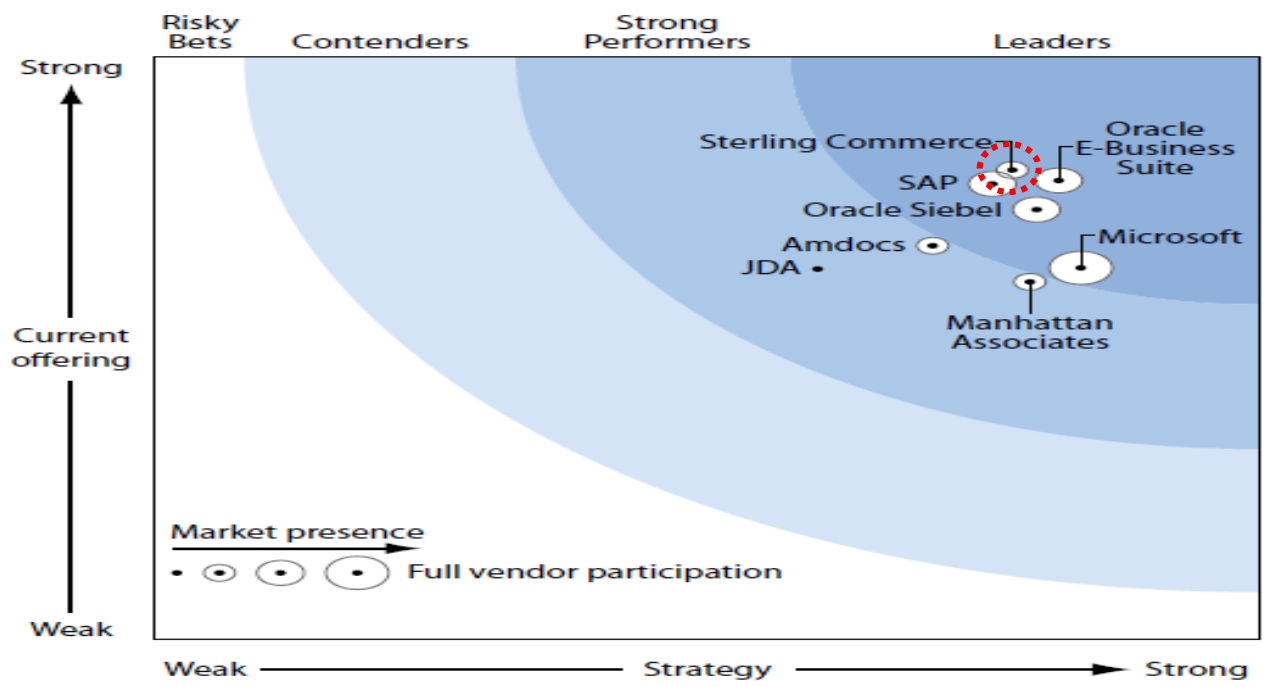 Risky
Bets
Contenders
Strong
Performers
Leaders
Strong
Sterling Commerce
Oracle
E-Business
Suite
SAP
Oracle Siebel
Amdocs
Microsoft
JDA
Manhattan
Associates
Current
offering
Market presence
Full vendor participation
Weak
Weak
Strategy
Strong